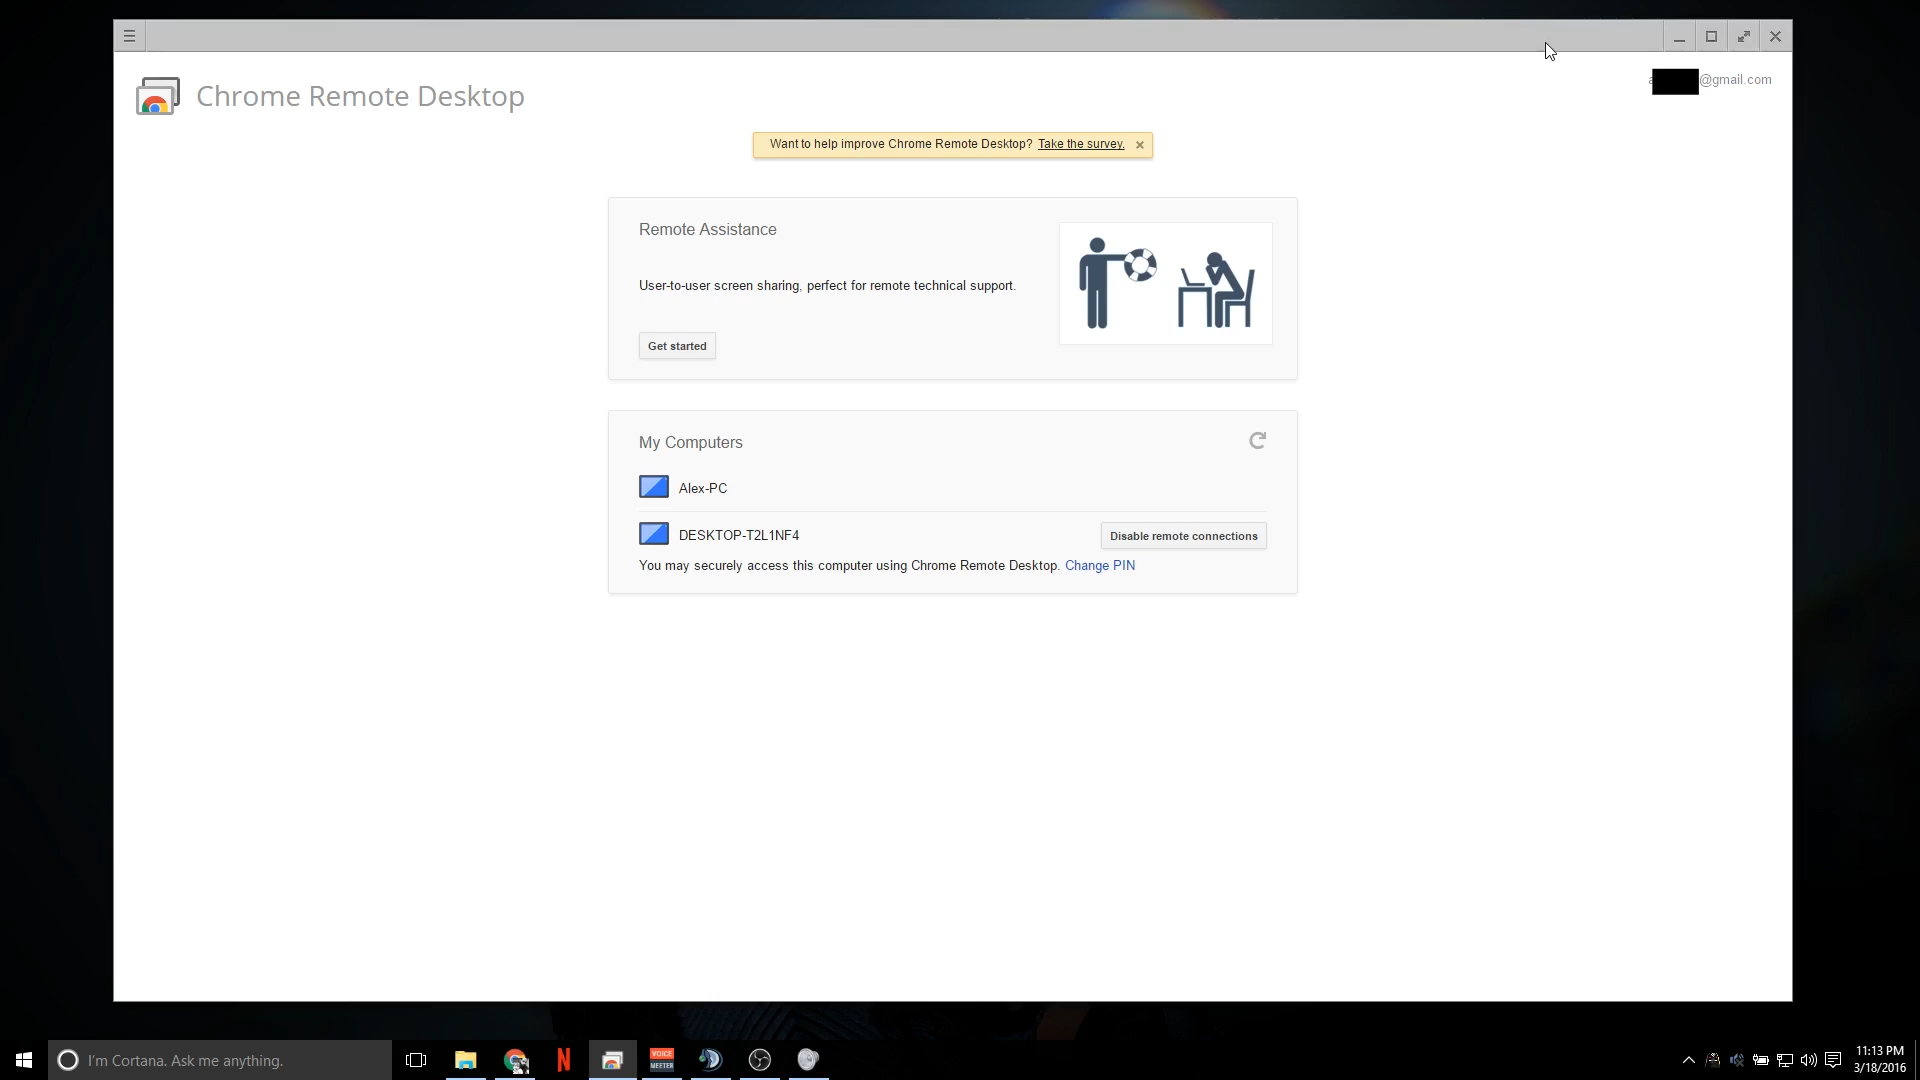 Chrome Remote Desktop
a @gmail.com
Want to help improve Chrome Remote Desktop? Take the survey. ×
Remote Assistance
User-to-user screen sharing, perfect for remote technical support.
Get started
My Computers
Alex-PC
DESKTOP-T2L1NF4
Disable remote connections
You may securely access this computer using Chrome Remote Desktop. Change PIN
I'm Cortana. Ask me anything.
N
VOICE
MEETER
11:13 PM
3/18/2016